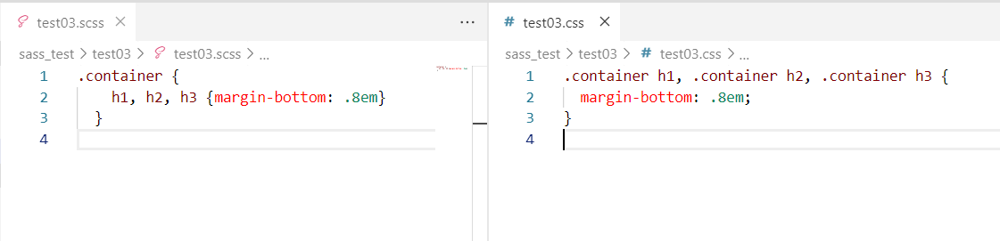 test03.scss
sass_test > test03 > test03.scss > ...
1 .container {
2 h1, h2, h3 {margin-bottom: .8em}
3 }
4
# test03.css
sass_test > test03 > # test03.css > ...
1 .container h1, .container h2, .container h3 {
2 margin-bottom: .8em;
3 }
4